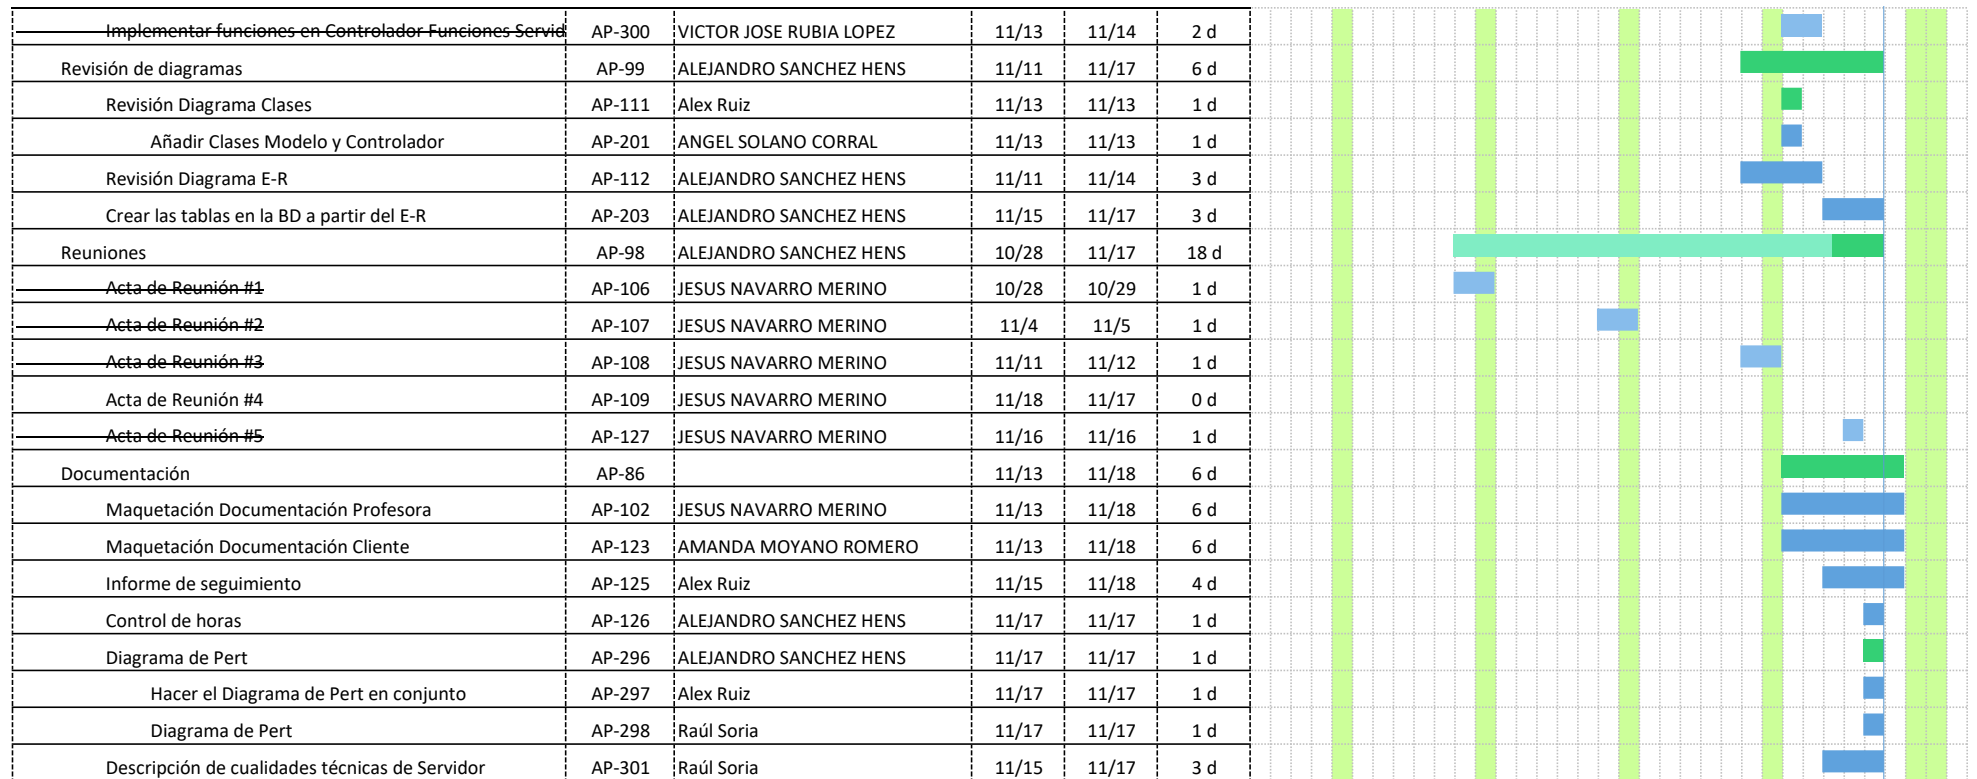 Implementar funciones en Controlador Funciones Servid AP-300 VICTOR JOSE RUBIA LOPEZ 11/13 11/14 2 d
Revisión de diagramas AP-99 ALEJANDRO SANCHEZ HENS 11/11 11/17 6 d
Revisión Diagrama Clases AP-111 Alex Ruiz 11/13 11/13 1 d
Añadir Clases Modelo y Controlador AP-201 ANGEL SOLANO CORRAL 11/13 11/13 1 d
Revisión Diagrama E-R AP-112 ALEJANDRO SANCHEZ HENS 11/11 11/14 3 d
Crear las tablas en la BD a partir del E-R AP-203 ALEJANDRO SANCHEZ HENS 11/15 11/17 3 d
Reuniones AP-98 ALEJANDRO SANCHEZ HENS 10/28 11/17 18 d
Acta de Reunión #1 AP-106 JESUS NAVARRO MERINO 10/28 10/29 1 d
Acta de Reunión #2 AP-107 JESUS NAVARRO MERINO 11/4 11/5 1 d
Acta de Reunión #3 AP-108 JESUS NAVARRO MERINO 11/11 11/12 1 d
Acta de Reunión #4 AP-109 JESUS NAVARRO MERINO 11/18 11/17 0 d
Acta de Reunión #5 AP-127 JESUS NAVARRO MERINO 11/16 11/16 1 d
Documentación AP-86 11/13 11/18 6 d
Maquetación Documentación Profesora AP-102 JESUS NAVARRO MERINO 11/13 11/18 6 d
Maquetación Documentación Cliente AP-123 AMANDA MOYANO ROMERO 11/13 11/18 6 d
Informe de seguimiento AP-125 Alex Ruiz 11/15 11/18 4 d
Control de horas AP-126 ALEJANDRO SANCHEZ HENS 11/17 11/17 1 d
Diagrama de Pert AP-296 ALEJANDRO SANCHEZ HENS 11/17 11/17 1 d
Hacer el Diagrama de Pert en conjunto AP-297 Alex Ruiz 11/17 11/17 1 d
Diagrama de Pert AP-298 Raúl Soria 11/17 11/17 1 d
Descripción de cualidades técnicas de Servidor AP-301 Raúl Soria 11/15 11/17 3 d